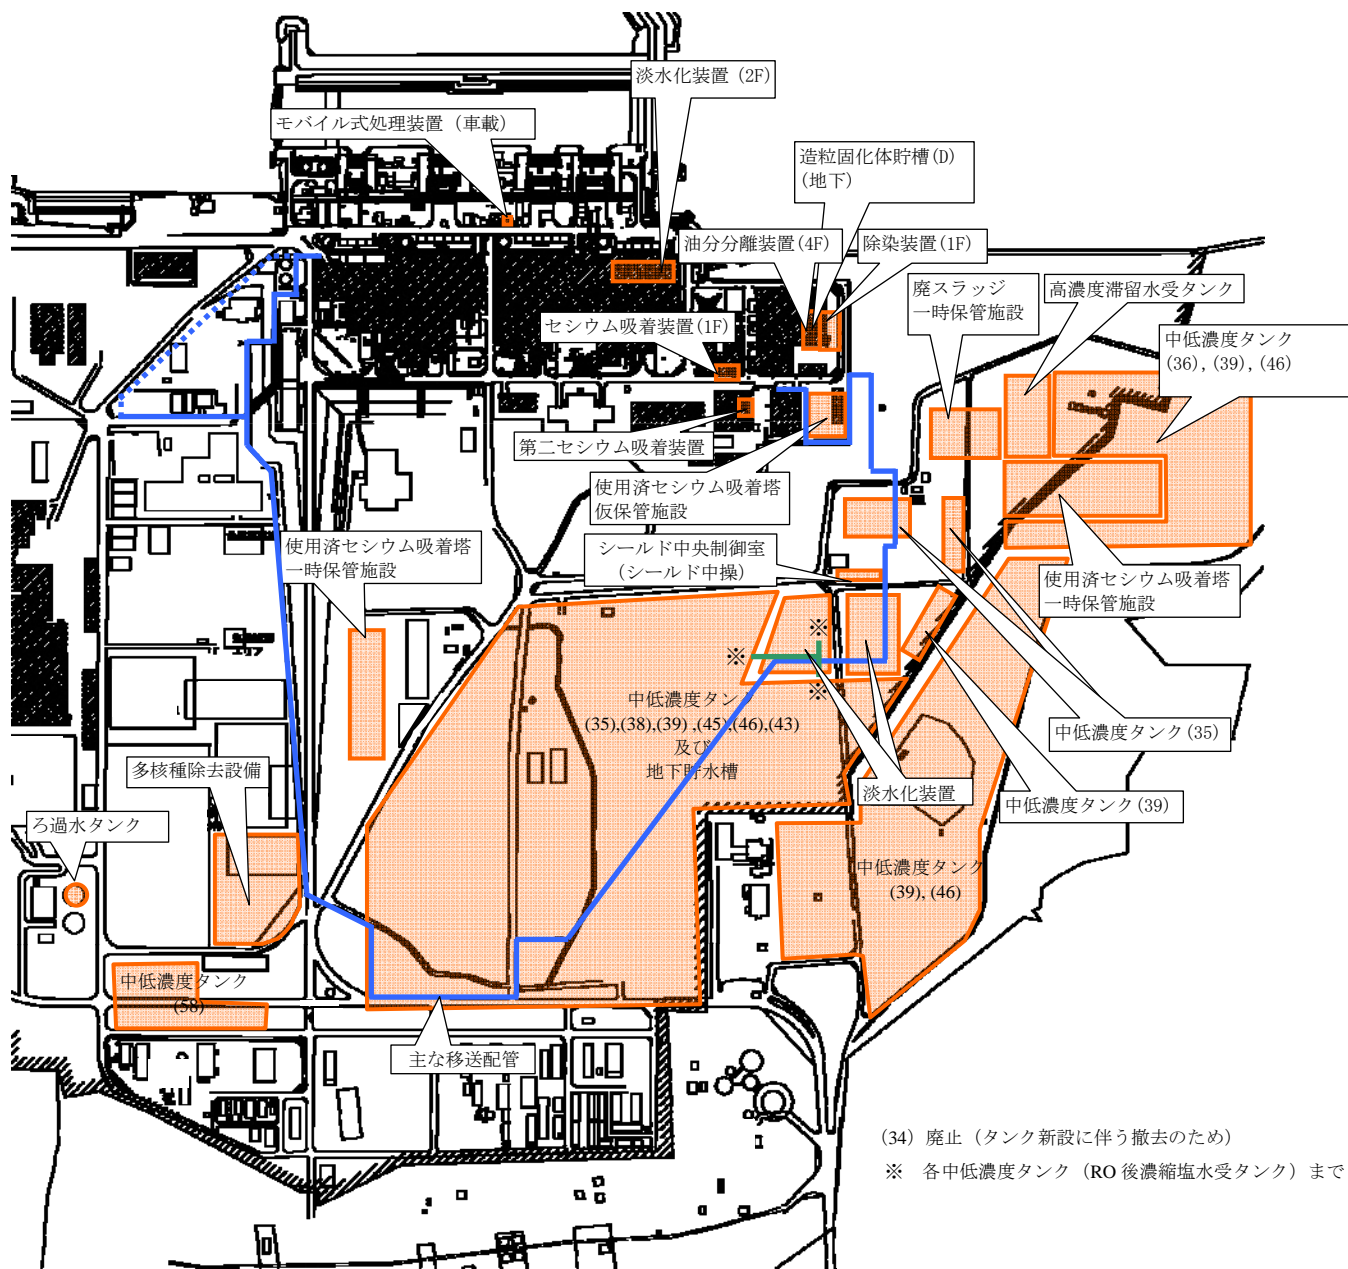 淡水化装置 (2F)
モバイル式処理装置（車載）
造粒固化体貯槽(D)
(地下)
油分分離装置(4F)
除染装置(1F)
廃スラッジ
一時保管施設
高濃度滞留水受タンク
中低濃度タンク
(36), (39), (46)
セシウム吸着装置(1F)
第二セシウム吸着装置
使用済セシウム吸着塔
仮保管施設
シールド中央制御室
(シールド中操)
使用済セシウム吸着塔
一時保管施設
使用済セシウム吸着塔
一時保管施設
エリア
※
※
※
中低濃度タンク
(35),(38),(39) ,(45),(46),(43)
及び
地下貯水槽
中低濃度タンク(35)
淡水化装置
中低濃度タンク(39)
多核種除去設備
ろ過水タンク
中低濃度タンク
(39), (46)
中低濃度タンク
(58)
主な移送配管
(34) 廃止（タンク新設に伴う撤去のため）
※ 各中低濃度タンク（RO 後濃縮塩水受タンク）まで